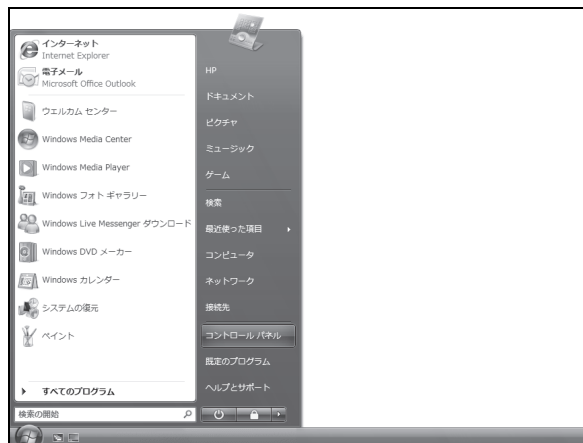 インターネット
Internet Explorer
電子メール
Microsoft Office Outlook
ウエルカム センター
Windows Media Center
Windows Media Player
Windows フォト ギャラリー
Windows Live Messenger ダウンロード
Windows DVD メーカー
Windows カレンダー
システムの復元
ペイント
すべてのプログラム
検索の開始
HP
ドキュメント
ピクチャ
ミュージック
ゲーム
検索
最近使った項目
コンピュータ
ネットワーク
接続先
コントロール パネル
既定のプログラム
ヘルプとサポート